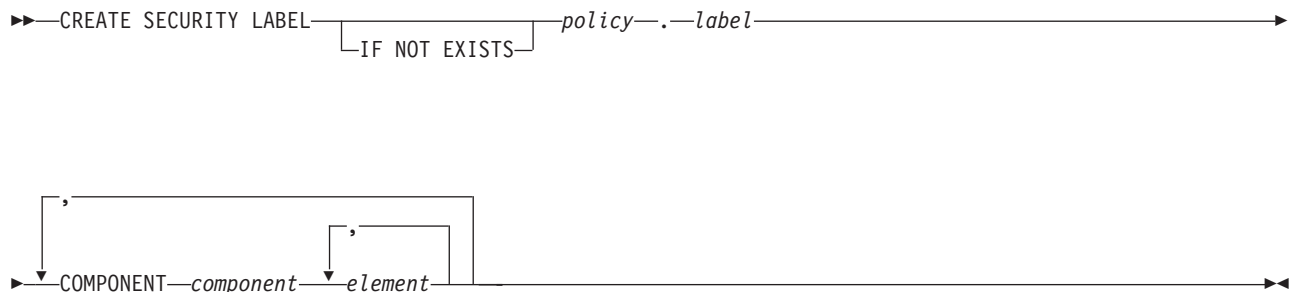 CREATE SECURITY LABEL policy . label
IF NOT EXISTS
,
,
COMPONENT component element